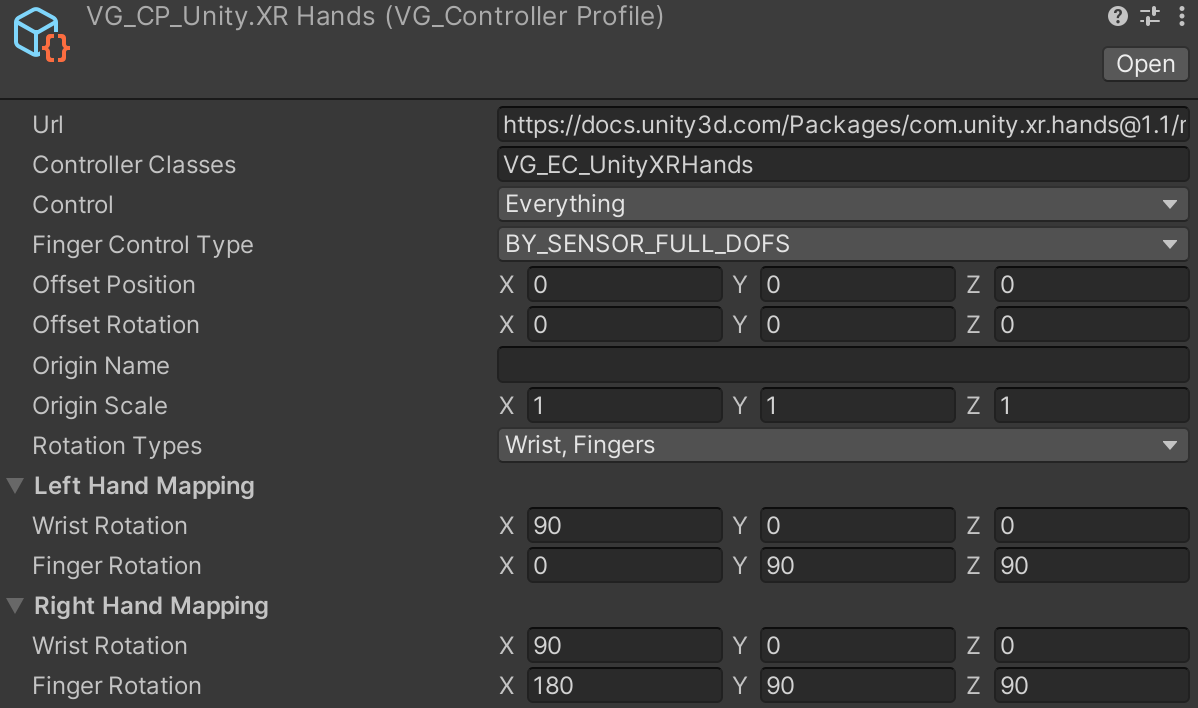 VG_CP_Unity.XR Hands (VG_Controller Profile)
Open
Url https://docs.unity3d.com/Packages/com.unity.xr.hands@1.1/
Controller Classes VG_EC_UnityXRHands
Control Everything
Finger Control Type BY_SENSOR_FULL_DOFS
Offset Position X 0 Y 0 Z 0
Offset Rotation X 0 Y 0 Z 0
Origin Name
Origin Scale X 1 Y 1 Z 1
Rotation Types Wrist, Fingers
Left Hand Mapping
Wrist Rotation X 90 Y 0 Z 0
Finger Rotation X 0 Y 90 Z 90
Right Hand Mapping
Wrist Rotation X 90 Y 0 Z 0
Finger Rotation X 180 Y 90 Z 90